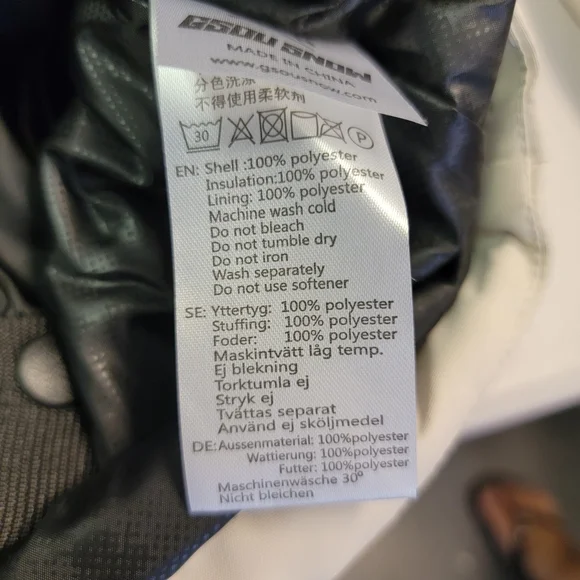 GSOU SNOW
MADE IN CHINA
www.gsousnow.com
分色洗涤
不得使用柔软剂
30 P
EN: Shell :100% polyester
Insulation:100% polyester
Lining: 100% polyester
Machine wash cold
Do not bleach
Do not tumble dry
Do not iron
Wash separately
Do not use softener
SE: Yttertyg: 100% polyester
Stuffing: 100% polyester
Foder: 100% polyester
Maskintvätt låg temp.
Ej blekning
Torktumla ej
Stryk ej
Tvättas separat
Använd ej sköljmedel
DE:Aussenmaterial: 100%polyester
Wattierung: 100%polyester
Futter: 100%polyester
Maschinenwäsche 30°
Nicht bleichen